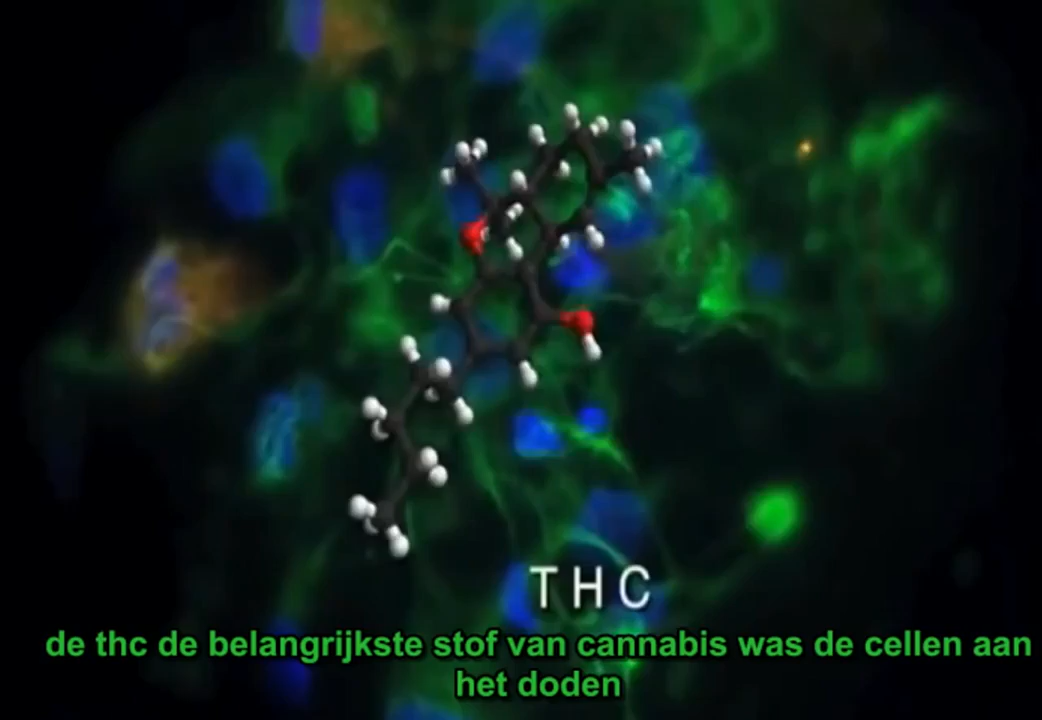 THC
de thc de belangrijkste stof van cannabis was de cellen aan
het doden